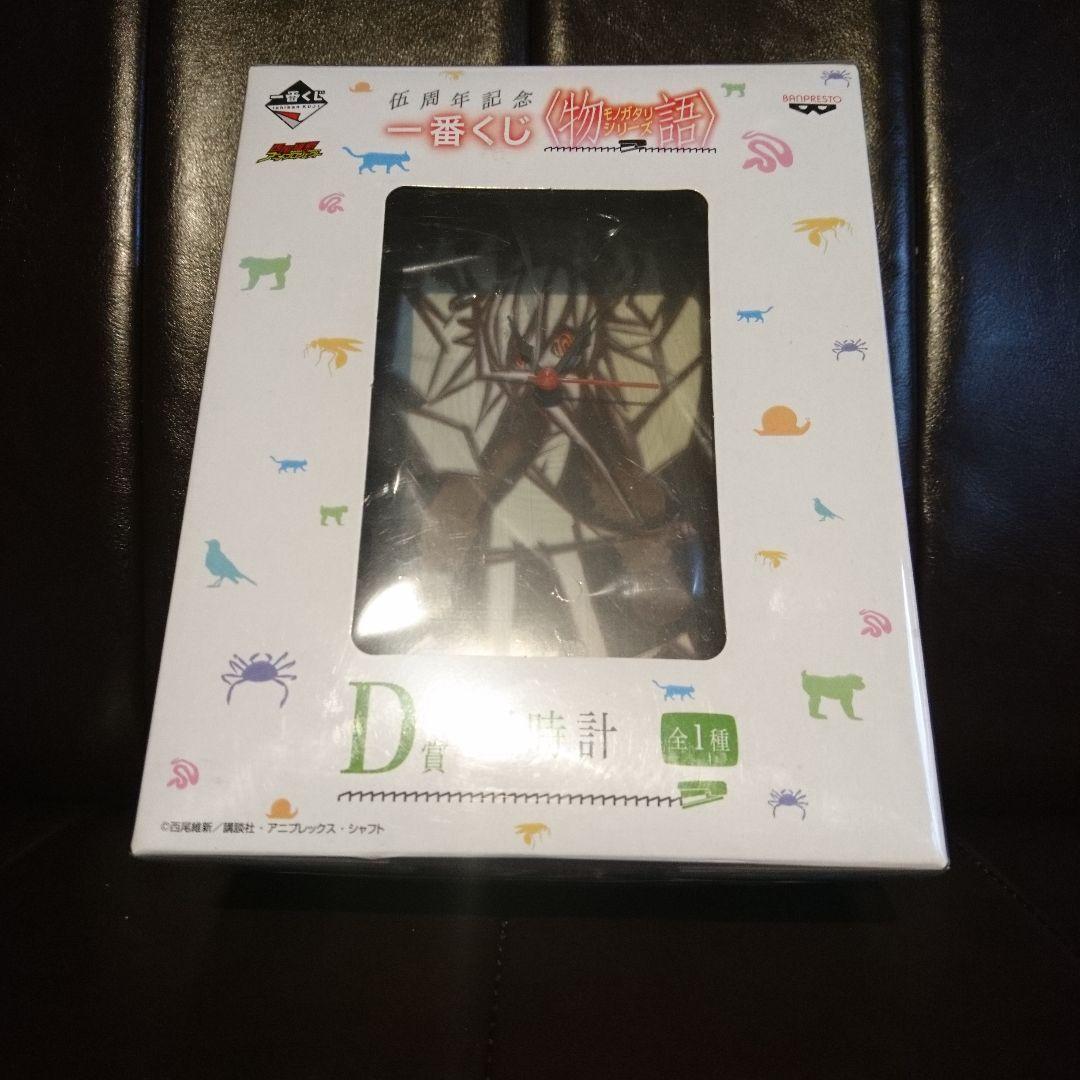 一番くじ
ICHIBAN KUJI
伍周年記念
一番くじ
〈物語〉
モノガタリ
シリーズ
BANPRESTO
D賞
時計
全1種
©西尾維新/講談社・アニプレックス・シャフト